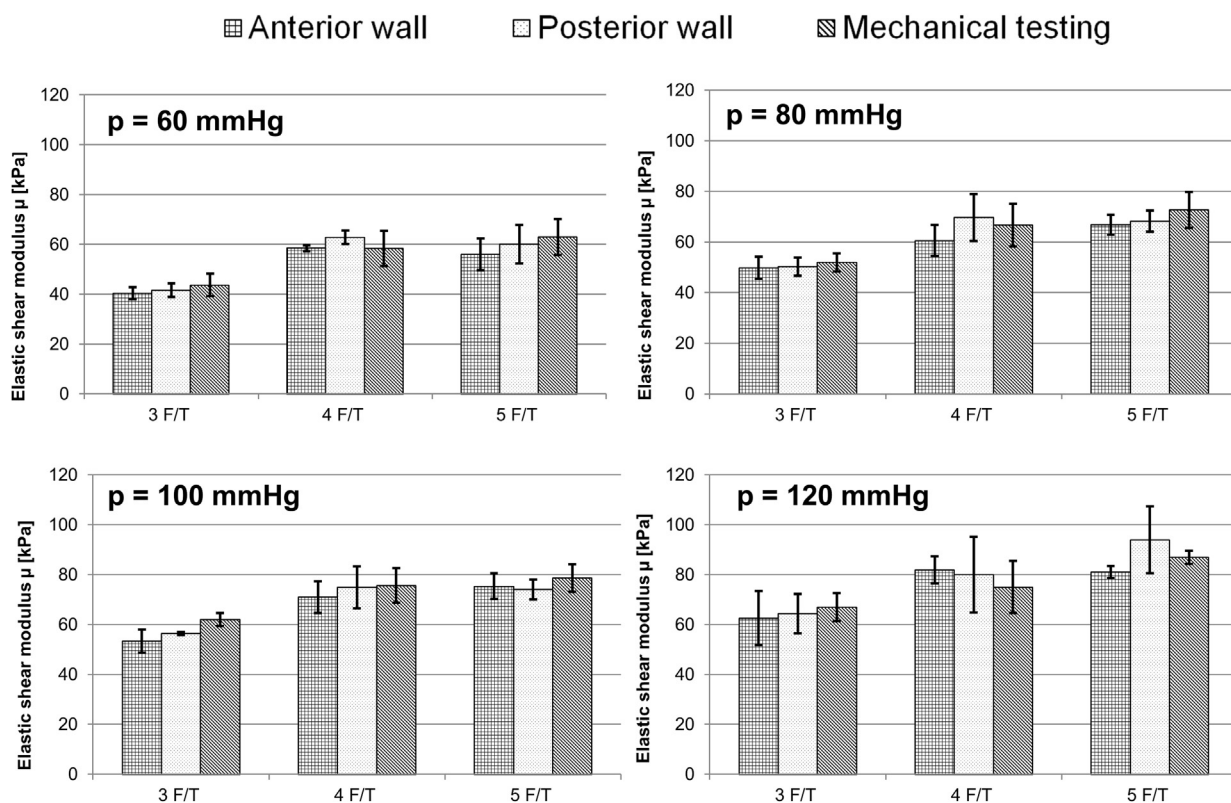 Anterior wall Posterior wall Mechanical testing
p = 60 mmHg
Elastic shear modulus μ [kPa]
120
100
80
60
40
20
0
3 F/T 4 F/T 5 F/T
p = 80 mmHg
Elastic shear modulus μ [kPa]
120
100
80
60
40
20
0
3 F/T 4 F/T 5 F/T
p = 100 mmHg
Elastic shear modulus μ [kPa]
120
100
80
60
40
20
0
3 F/T 4 F/T 5 F/T
p = 120 mmHg
Elastic shear modulus μ [kPa]
120
100
80
60
40
20
0
3 F/T 4 F/T 5 F/T